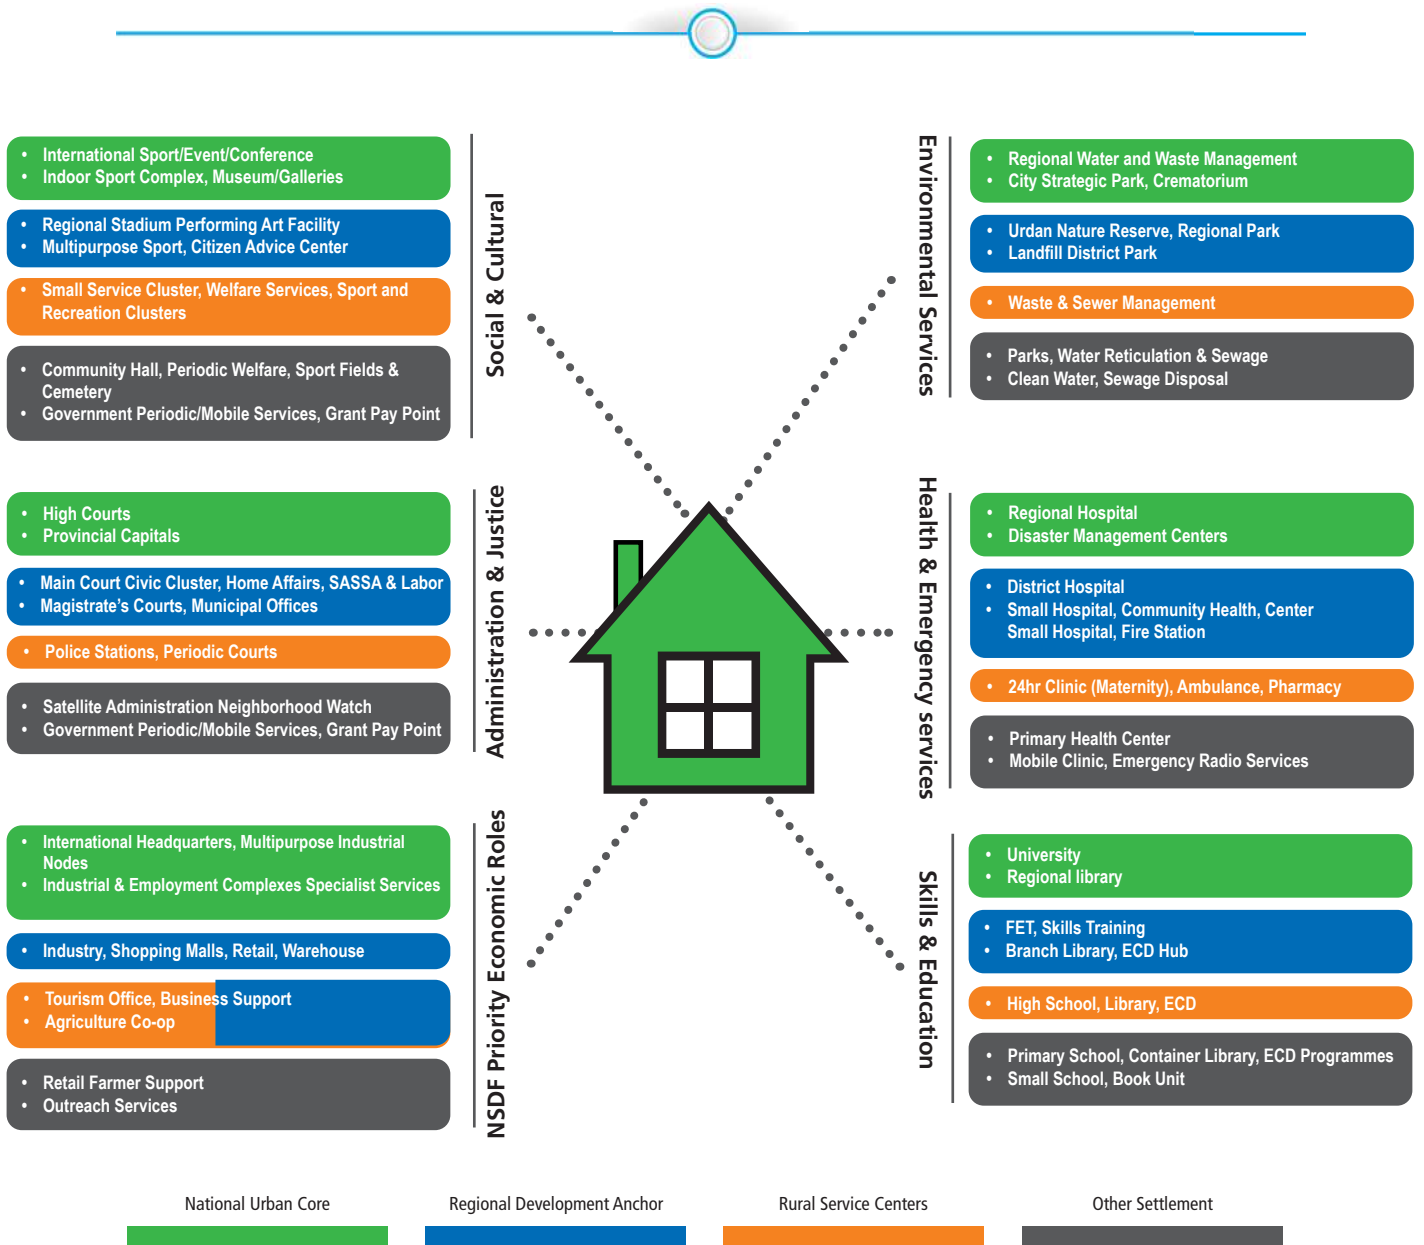 • International Sport/Event/Conference
• Indoor Sport Complex, Museum/Galleries
• Regional Stadium Performing Art Facility
• Multipurpose Sport, Citizen Advice Center
• Small Service Cluster, Welfare Services, Sport and
Recreation Clusters
• Community Hall, Periodic Welfare, Sport Fields &
Cemetery
• Government Periodic/Mobile Services, Grant Pay Point
Social & Cultural
• High Courts
• Provincial Capitals
• Main Court Civic Cluster, Home Affairs, SASSA & Labor
• Magistrate's Courts, Municipal Offices
• Police Stations, Periodic Courts
• Satellite Administration Neighborhood Watch
• Government Periodic/Mobile Services, Grant Pay Point
Administration & Justice
• International Headquarters, Multipurpose Industrial
Nodes
• Industrial & Employment Complexes Specialist Services
• Industry, Shopping Malls, Retail, Warehouse
• Tourism Office, Business Support
• Agriculture Co-op
• Retail Farmer Support
• Outreach Services
NSDF Priority Economic Roles
Environmental Services
• Regional Water and Waste Management
• City Strategic Park, Crematorium
• Urdan Nature Reserve, Regional Park
• Landfill District Park
• Waste & Sewer Management
• Parks, Water Reticulation & Sewage
• Clean Water, Sewage Disposal
Health & Emergency services
• Regional Hospital
• Disaster Management Centers
• District Hospital
• Small Hospital, Community Health, Center
Small Hospital, Fire Station
• 24hr Clinic (Maternity), Ambulance, Pharmacy
• Primary Health Center
• Mobile Clinic, Emergency Radio Services
Skills & Education
• University
• Regional library
• FET, Skills Training
• Branch Library, ECD Hub
• High School, Library, ECD
• Primary School, Container Library, ECD Programmes
• Small School, Book Unit
National Urban Core
Regional Development Anchor
Rural Service Centers
Other Settlement